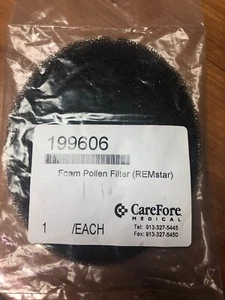 199606
Foam Pollen Filter (REMstar)
1 /EACH
CareFore
MEDICAL
Tel: 913-327-5445
Fax: 913-327-5450